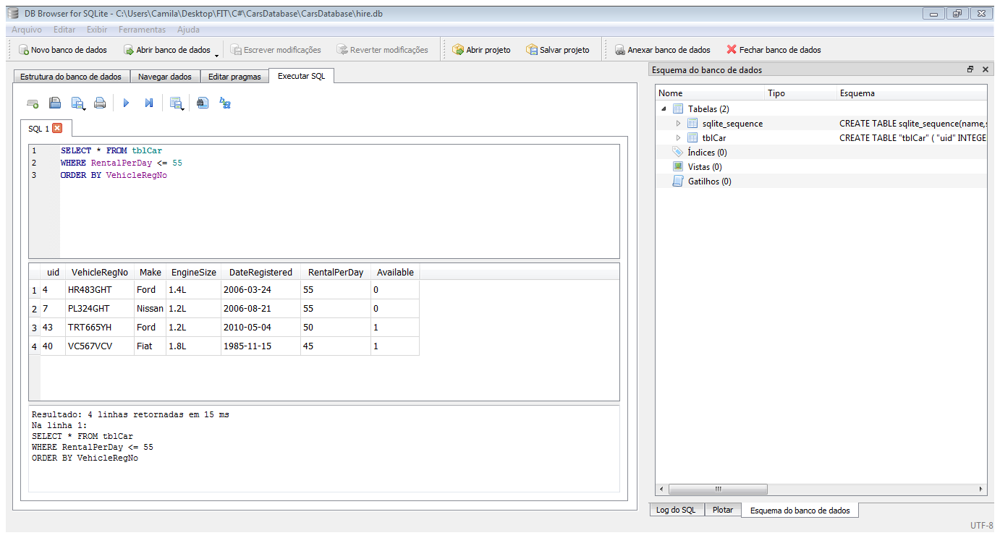 DB Browser for SQLite - C:\Users\Camila\Desktop\FIT\C#\CarsDatabase\CarsDatabase\hire.db
Arquivo Editar Exibir Ferramentas Ajuda
Novo banco de dados Abrir banco de dados Escrever modificações Reverter modificações Abrir projeto Salvar projeto Anexar banco de dados Fechar banco de dados
Estrutura do banco de dados Navegar dados Editar pragmas Executar SQL
SQL 1
1 SELECT * FROM tblCar
2 WHERE RentalPerDay <= 55
3 ORDER BY VehicleRegNo
uid VehicleRegNo Make EngineSize DateRegistered RentalPerDay Available
1 4 HR483GHT Ford 1.4L 2006-03-24 55 0
2 7 PL324GHT Nissan 1.2L 2006-08-21 55 0
3 43 TRT665YH Ford 1.2L 2010-05-04 50 1
4 40 VC567VCV Fiat 1.8L 1985-11-15 45 1
Resultado: 4 linhas retornadas em 15 ms
Na linha 1:
SELECT * FROM tblCar
WHERE RentalPerDay <= 55
ORDER BY VehicleRegNo
Esquema do banco de dados
Nome Tipo Esquema
Tabelas (2)
sqlite_sequence CREATE TABLE sqlite_sequence(name,s
tblCar CREATE TABLE "tblCar" ( "uid" INTEGE
Índices (0)
Vistas (0)
Gatilhos (0)
Log do SQL Plotar Esquema do banco de dados
UTF-8